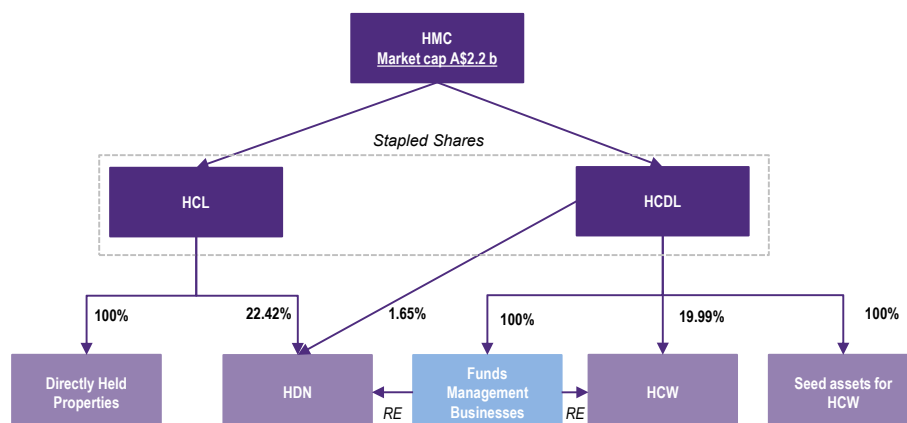 HMC
Market cap A$2.2 b
Stapled Shares
HCL
HCDL
100%
22.42%
1.65%
100%
19.99%
100%
Directly Held
Properties
HDN
Funds
Management
Businesses
HCW
Seed assets for
HCW
RE
RE